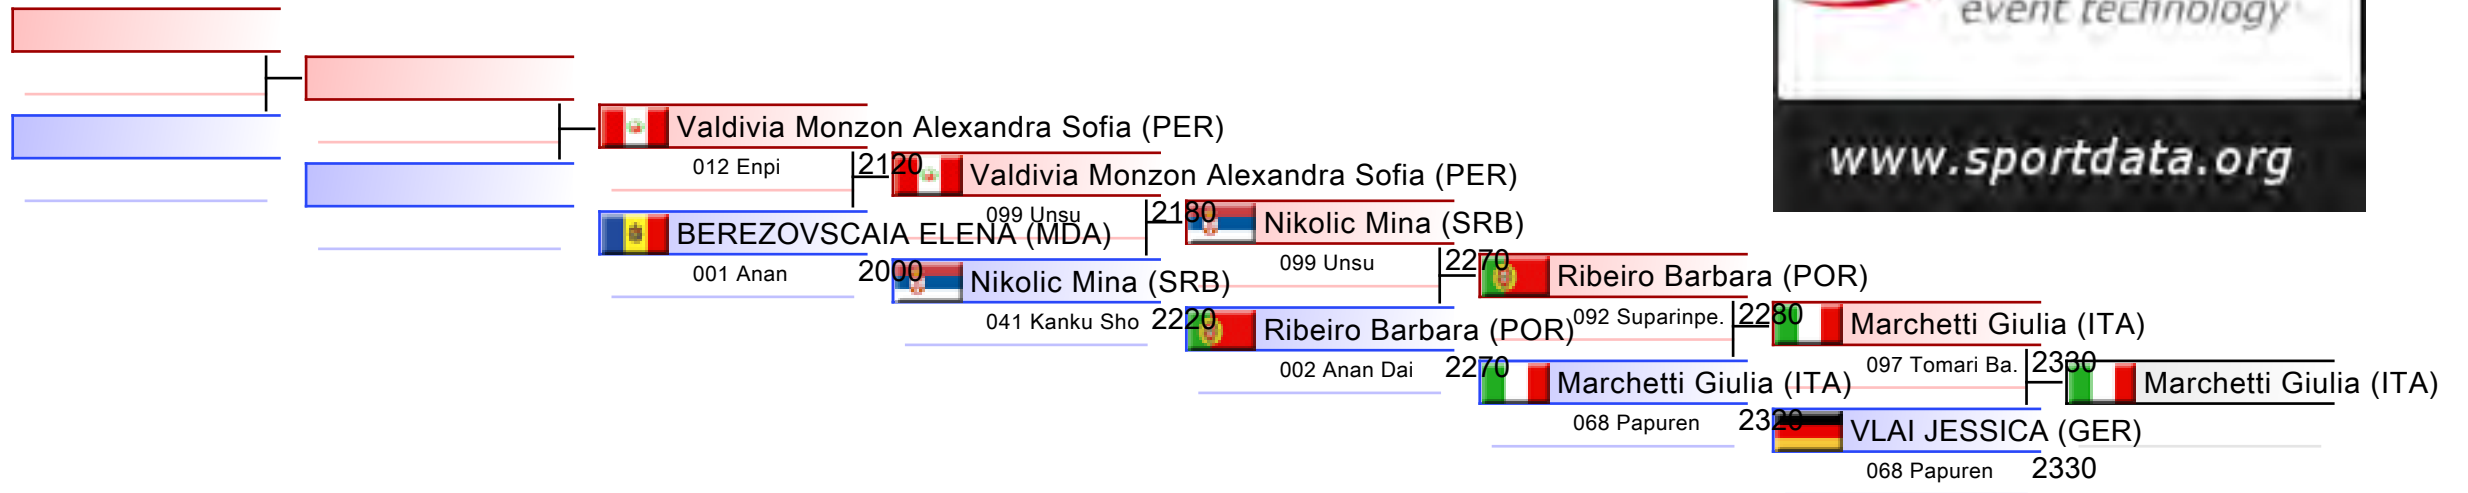 event technology
www.sportdata.org
Valdivia Monzon Alexandra Sofia (PER)
012 Enpi 2120
BEREZOVSCAIA ELENA (MDA)
001 Anan 2000
Valdivia Monzon Alexandra Sofia (PER)
099 Unsu 2180
Nikolic Mina (SRB)
041 Kanku Sho 2220
Nikolic Mina (SRB)
099 Unsu 2270
Ribeiro Barbara (POR)
002 Anan Dai 2270
Ribeiro Barbara (POR)
092 Suparinpe. 2280
Marchetti Giulia (ITA)
068 Papuren 2320
Marchetti Giulia (ITA)
097 Tomari Ba. 2330
VLAI JESSICA (GER)
068 Papuren 2330
Marchetti Giulia (ITA)